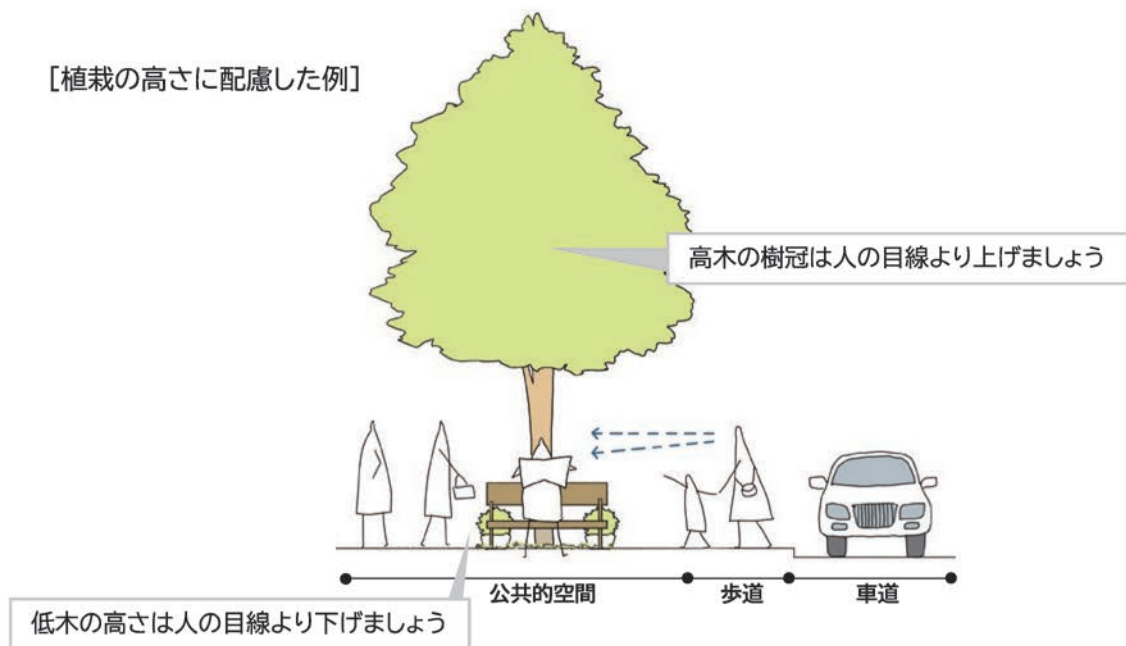 [植栽の高さに配慮した例]
高木の樹冠は人の目線より上げましょう
公共的空間
歩道
車道
低木の高さは人の目線より下げましょう